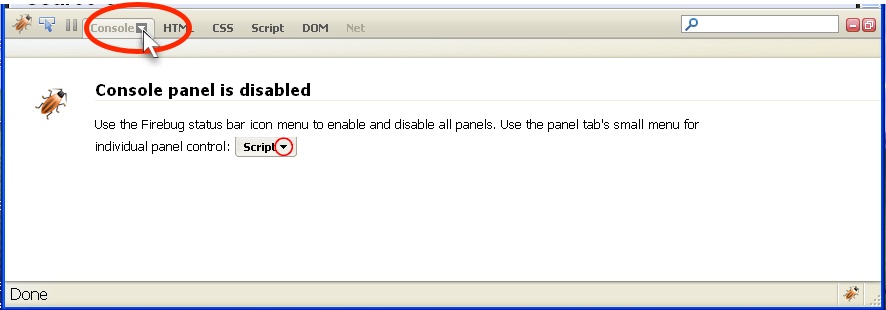 Console HTML CSS Script DOM Net
Console panel is disabled
Use the Firebug status bar icon menu to enable and disable all panels. Use the panel tab's small menu for
individual panel control: Script
Done